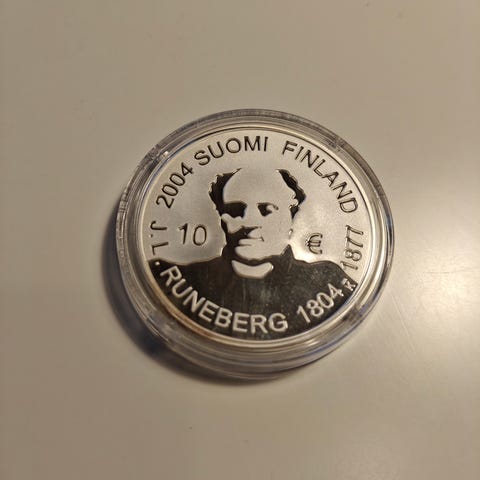 2004 SUOMI FINLAND
10 €
J.L. RUNEBERG 1804 1877